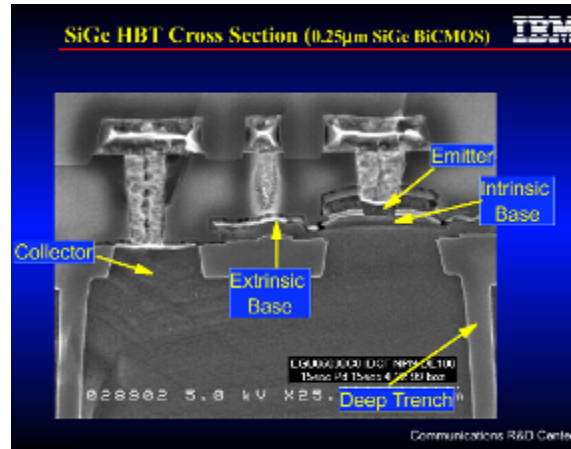 SiGe HBT Cross Section (0.25µm SiGe BiCMOS)
IBM
Emitter
Intrinsic
Base
Collector
Extrinsic
Base
028902 5.0 kV X25.
Deep Trench
Communications R&D Center